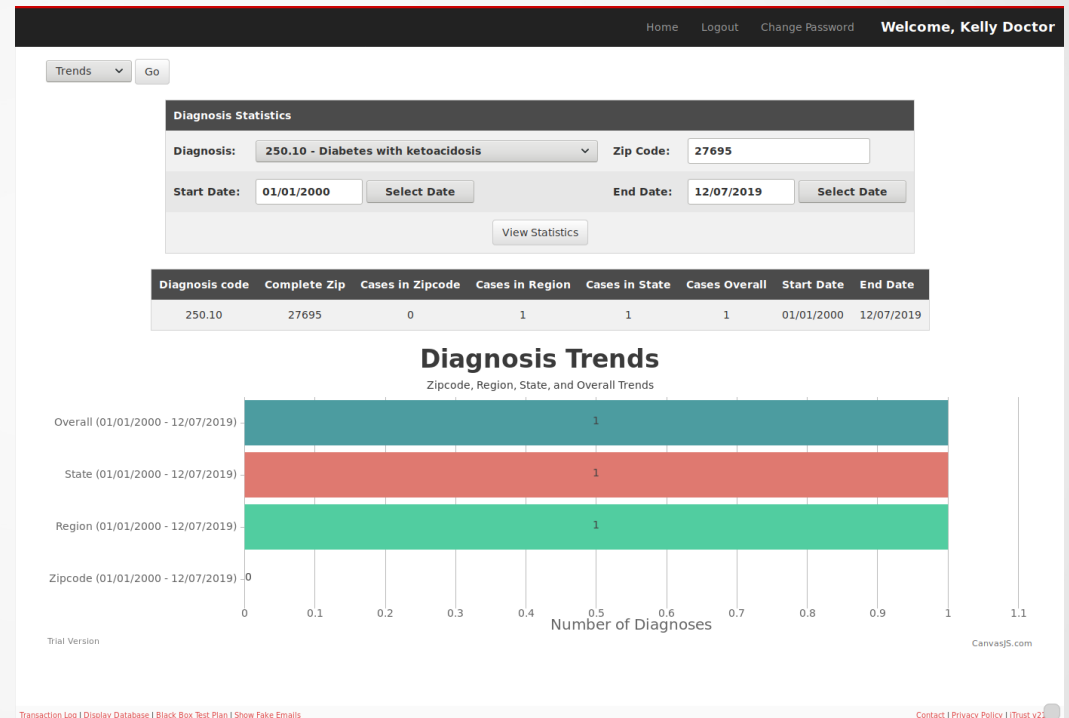 Home Logout Change Password Welcome, Kelly Doctor
Trends Go
Diagnosis Statistics
Diagnosis: 250.10 - Diabetes with ketoacidosis Zip Code: 27695
Start Date: 01/01/2000 Select Date End Date: 12/07/2019 Select Date
View Statistics
Diagnosis code Complete Zip Cases in Zipcode Cases in Region Cases in State Cases Overall Start Date End Date
250.10 27695 0 1 1 1 01/01/2000 12/07/2019
Diagnosis Trends
Zipcode, Region, State, and Overall Trends
Overall (01/01/2000 - 12/07/2019) 1
State (01/01/2000 - 12/07/2019) 1
Region (01/01/2000 - 12/07/2019) 1
Zipcode (01/01/2000 - 12/07/2019) 0
0 0.1 0.2 0.3 0.4 0.5 0.6 0.7 0.8 0.9 1 1.1
Number of Diagnoses
Trial Version CanvasJS.com
Transaction Log | Display Database | Black Box Test Plan | Show Fake Emails Contact | Privacy Policy | iTrust v21